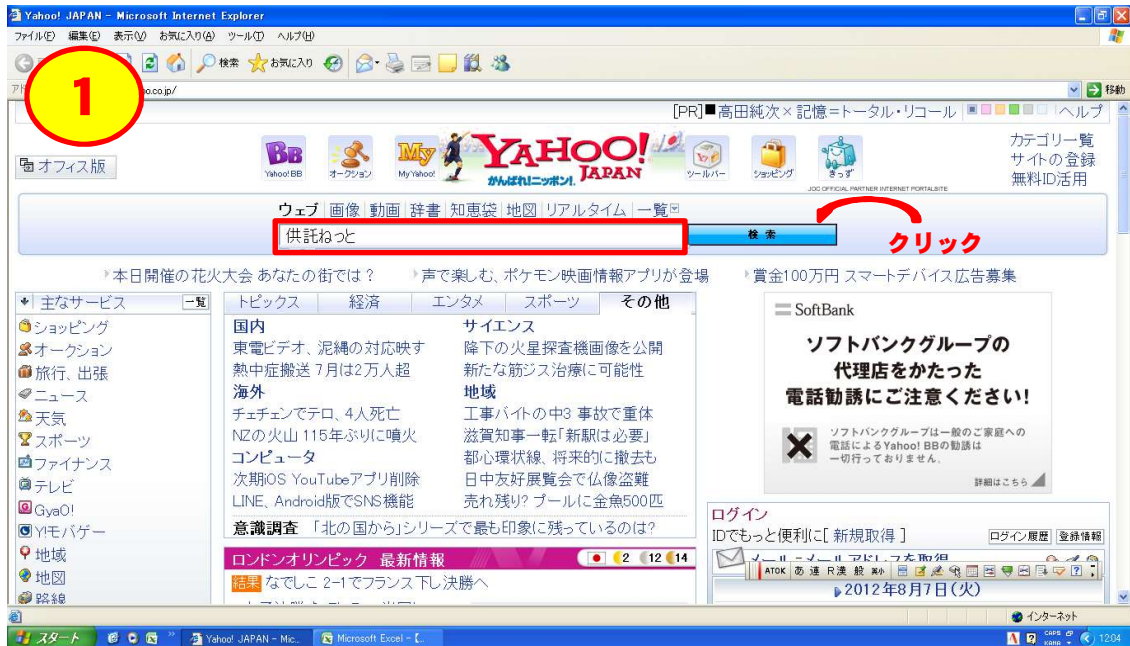 Yahoo! JAPAN - Microsoft Internet Explorer
ファイル(F) 編集(E) 表示(V) お気に入り(A) ツール(T) ヘルプ(H)
検索 お気に入り
1
oo.co.jp/
移動
[PR]■高田純次×記憶=トータル・リコール ヘルプ
オフィス版
BB
Yahoo! BB
オークション
My
My Yahoo!
YAHOO!
JAPAN
がんばれ!ニッポン!
ツールバー
ショッピング
きっず
JOC OFFICIAL PARTNER INTERNET PORTALSITE
カテゴリー覧
サイトの登録
無料ID活用
ウェブ 画像 動画 辞書 知恵袋 地図 リアルタイム 一覧
供託ねっと
検索
クリック
本日開催の花火大会 あなたの街では? 声で楽しむ、ポケモン映画情報アプリが登場 賞金100万円 スマートデバイス広告募集
主なサービス 一覧
ショッピング
オークション
旅行、出張
ニュース
天気
スポーツ
ファイナンス
テレビ
GyaO!
Y!モバゲー
地域
地図
路線
トピックス 経済 エンタメ スポーツ その他
国内
東電ビデオ、泥縄の対応映す
熱中症搬送 7月は2万人超
海外
チェチェンでテロ、4人死亡
NZの火山 115年ぶりに噴火
コンピュータ
次期iOS YouTubeアプリ削除
LINE、Android版でSNS機能
サイエンス
降下の火星探査機画像を公開
新たな筋ジス治療に可能性
地域
工事バイトの中3 事故で重体
滋賀知事一転「新駅は必要」
都心環状線、将来的に撤去も
日中友好展覧会で仏像盗難
売れ残り? プールに金魚500匹
意識調査 「北の国から」シリーズで最も印象に残っているのは?
ロンドンオリンピック 最新情報 2 12 14
結果 なでしこ 2-1でフランス下し決勝へ
SoftBank
ソフトバンクグループの
代理店をかたった
電話勧誘にご注意ください!
ソフトバンクグループは一般のご家庭への
電話によるYahoo! BBの勧誘は
一切行っておりません。
詳細はこちら
ログイン
IDでもっと便利に[ 新規取得 ] ログイン履歴 登録情報
ATOK あ 連 R漢 般
2012年8月7日(火)
インターネット
スタート Yahoo! JAPAN - Mic... Microsoft Excel - [...
CAPS
KANA
12:04